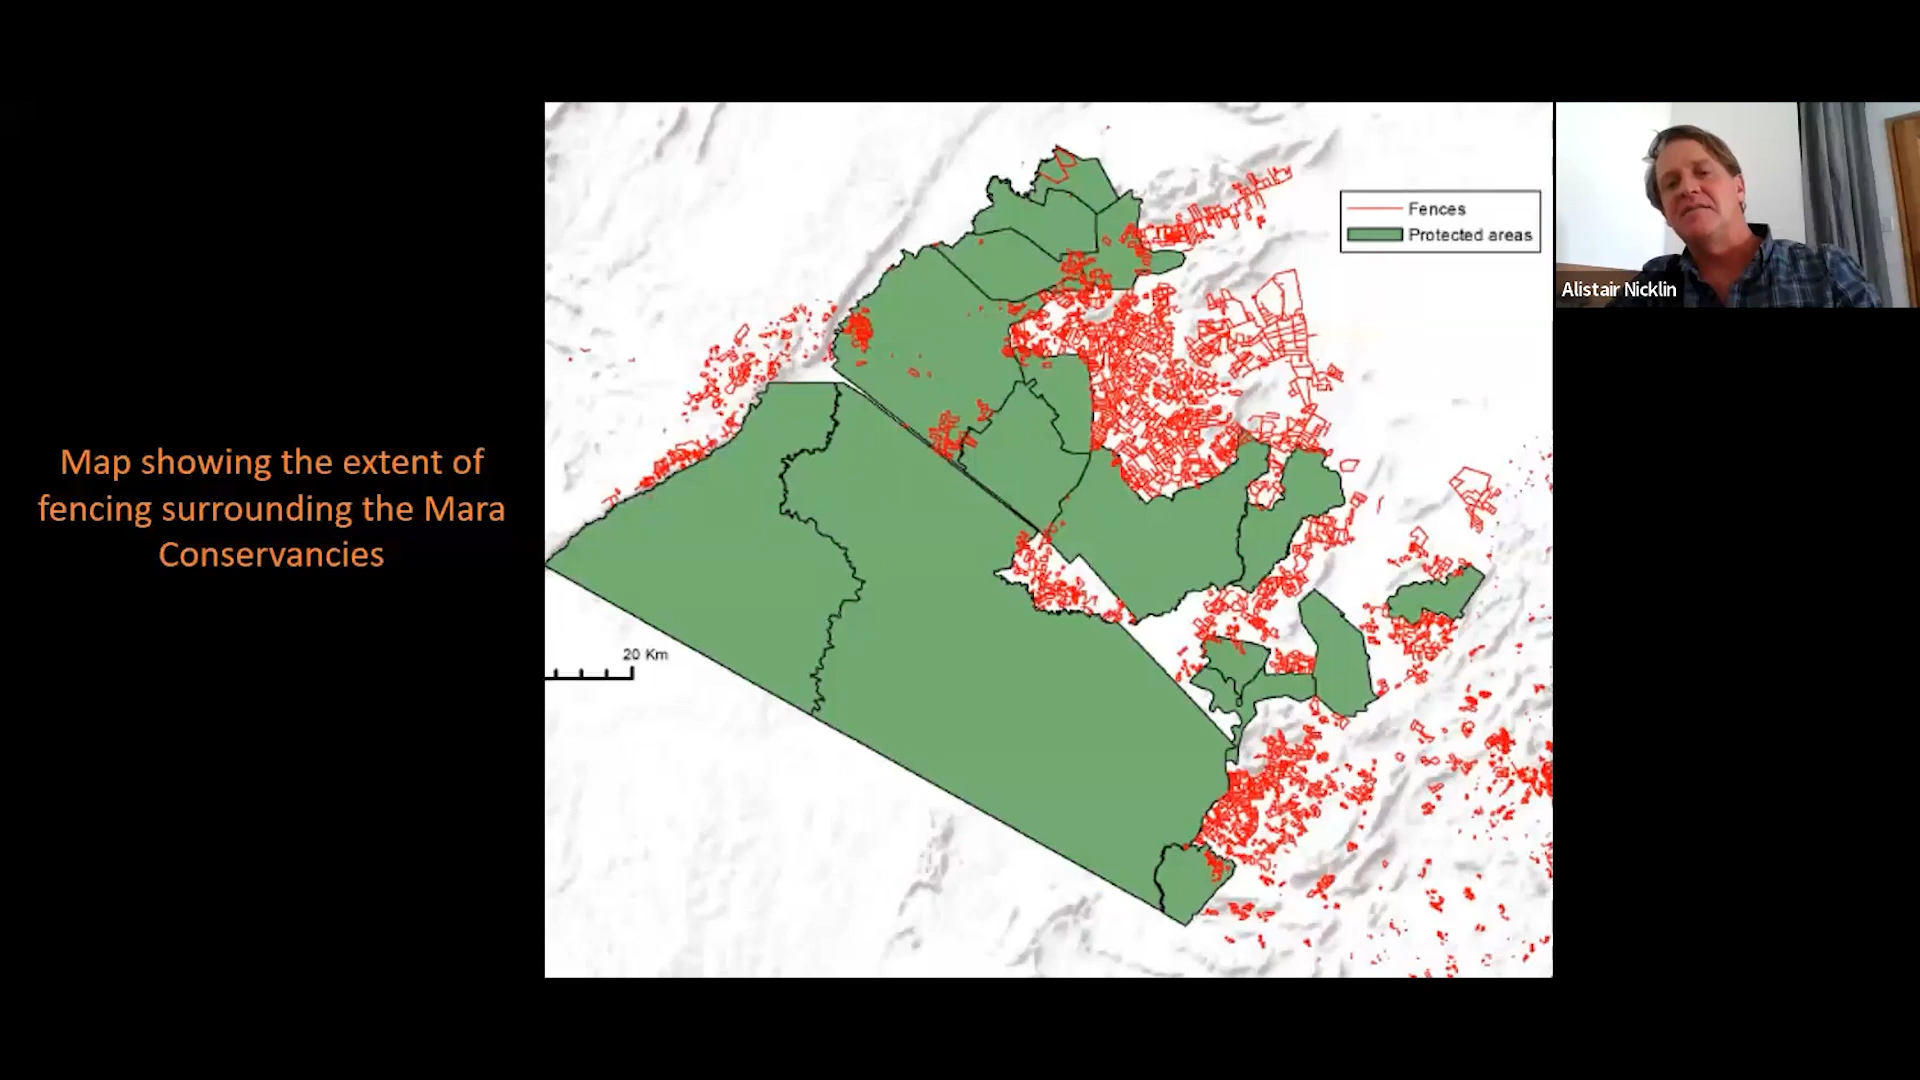 Map showing the extent of
fencing surrounding the Mara
Conservancies
Fences
Protected areas
20 Km
Alistair Nicklin